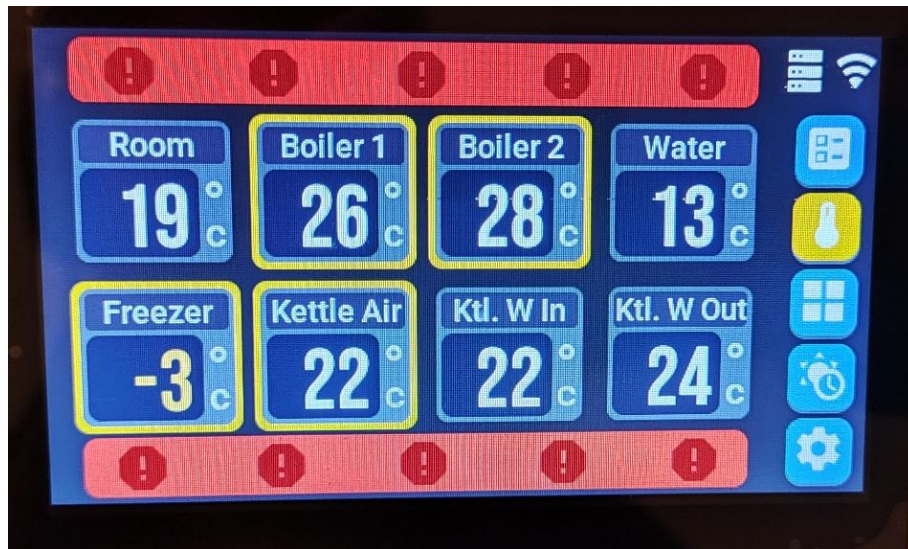 Room Boiler 1 Boiler 2 Water
19 °C 26 °C 28 °C 13 °C
Freezer Kettle Air Ktl. W In Ktl. W Out
-3 °C 22 °C 22 °C 24 °C